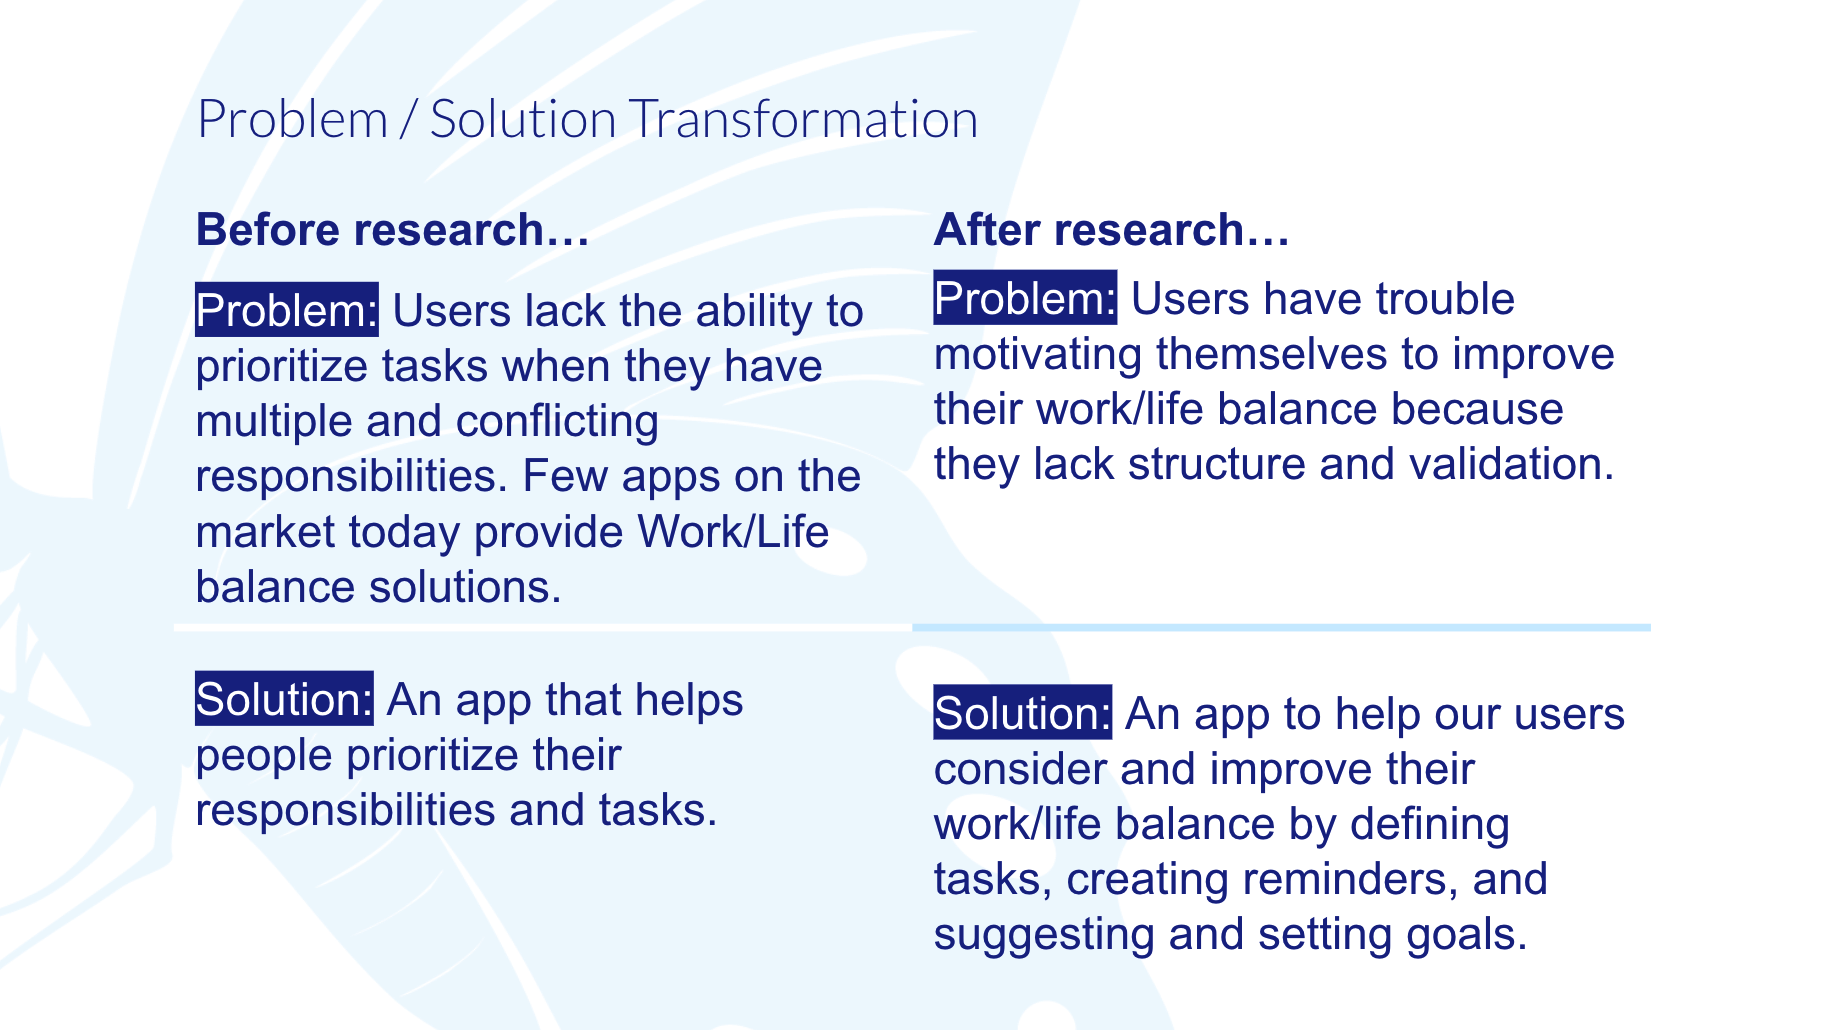 Problem / Solution Transformation
Before research…
Problem: Users lack the ability to
prioritize tasks when they have
multiple and conflicting
responsibilities. Few apps on the
market today provide Work/Life
balance solutions.
Solution: An app that helps
people prioritize their
responsibilities and tasks.
After research…
Problem: Users have trouble
motivating themselves to improve
their work/life balance because
they lack structure and validation.
Solution: An app to help our users
consider and improve their
work/life balance by defining
tasks, creating reminders, and
suggesting and setting goals.